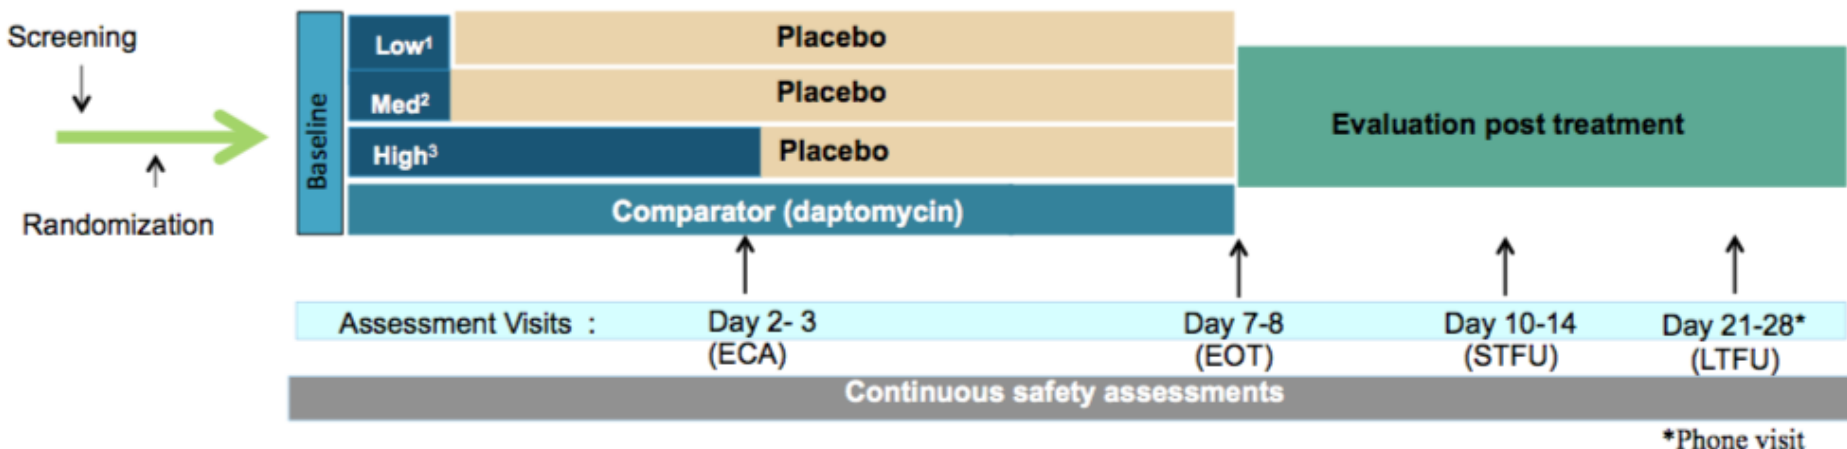 Screening
Randomization
Baseline
Low¹ Placebo
Med² Placebo
High³ Placebo
Comparator (daptomycin)
Evaluation post treatment
Assessment Visits : Day 2- 3 Day 7-8 Day 10-14 Day 21-28*
(ECA) (EOT) (STFU) (LTFU)
Continuous safety assessments
*Phone visit